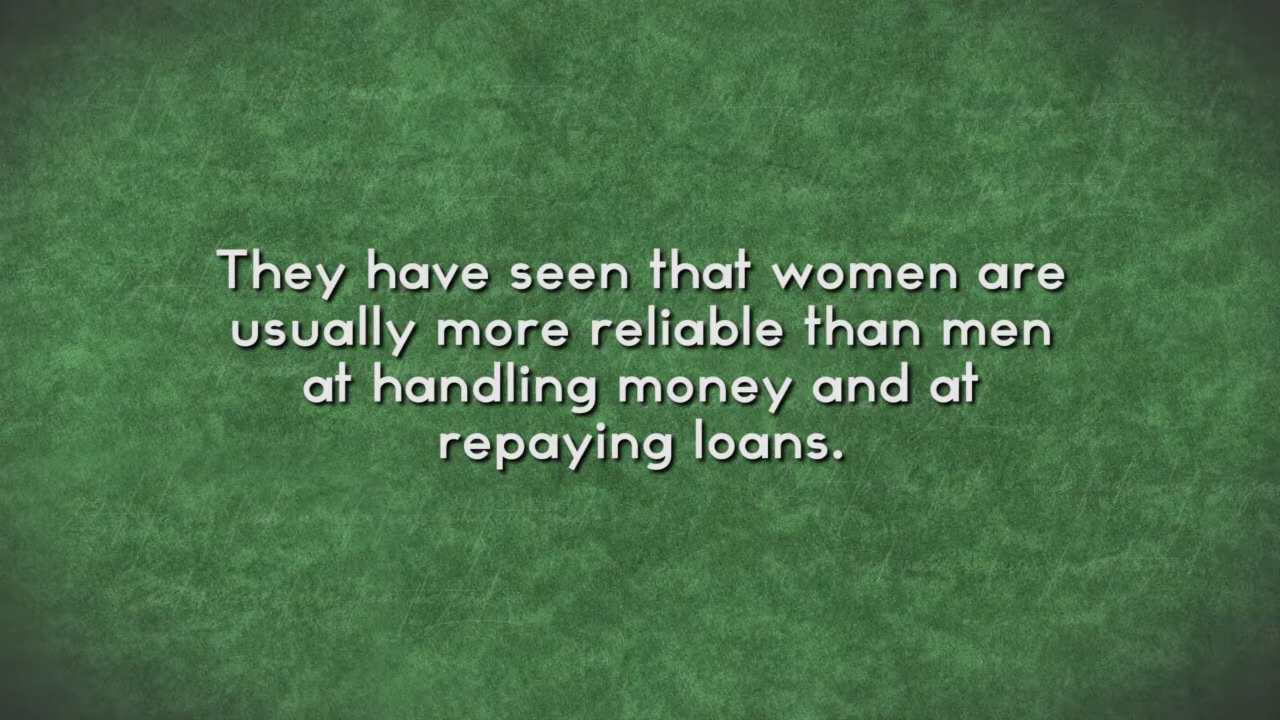 They have seen that women are
usually more reliable than men
at handling money and at
repaying loans.